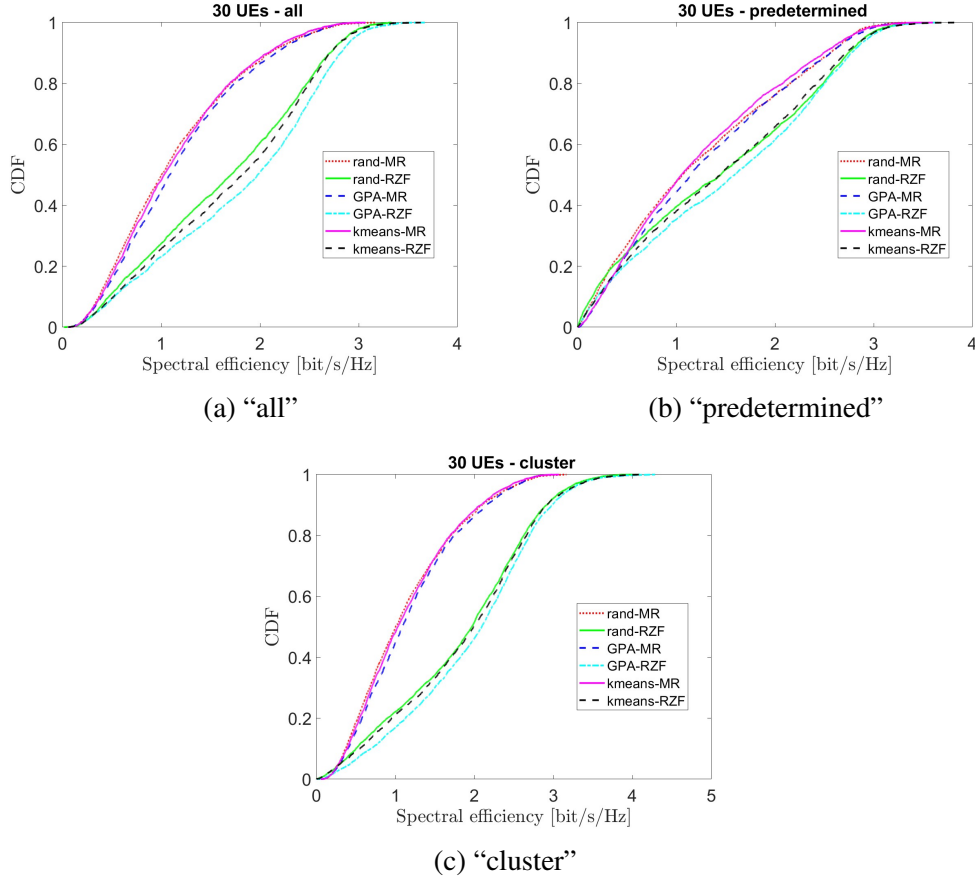 30 UEs - all
1
0.8
0.6
0.4
0.2
0
CDF
rand-MR
rand-RZF
GPA-MR
GPA-RZF
kmeans-MR
kmeans-RZF
0 1 2 3 4
Spectral efficiency [bit/s/Hz]
(a) “all”
30 UEs - predetermined
1
0.8
0.6
0.4
0.2
0
CDF
rand-MR
rand-RZF
GPA-MR
GPA-RZF
kmeans-MR
kmeans-RZF
0 1 2 3 4
Spectral efficiency [bit/s/Hz]
(b) “predetermined”
30 UEs - cluster
1
0.8
0.6
0.4
0.2
0
CDF
rand-MR
rand-RZF
GPA-MR
GPA-RZF
kmeans-MR
kmeans-RZF
0 1 2 3 4 5
Spectral efficiency [bit/s/Hz]
(c) “cluster”